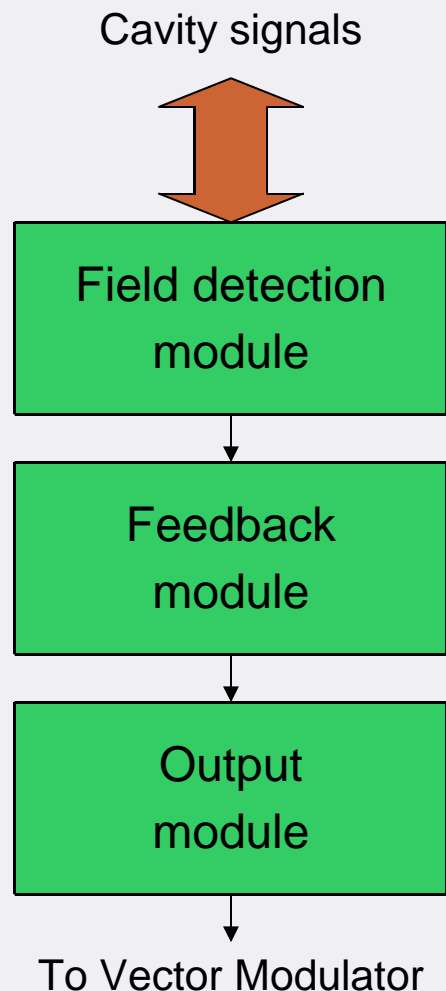 Cavity signals
Field detection
module
Feedback
module
Output
module
To Vector Modulator